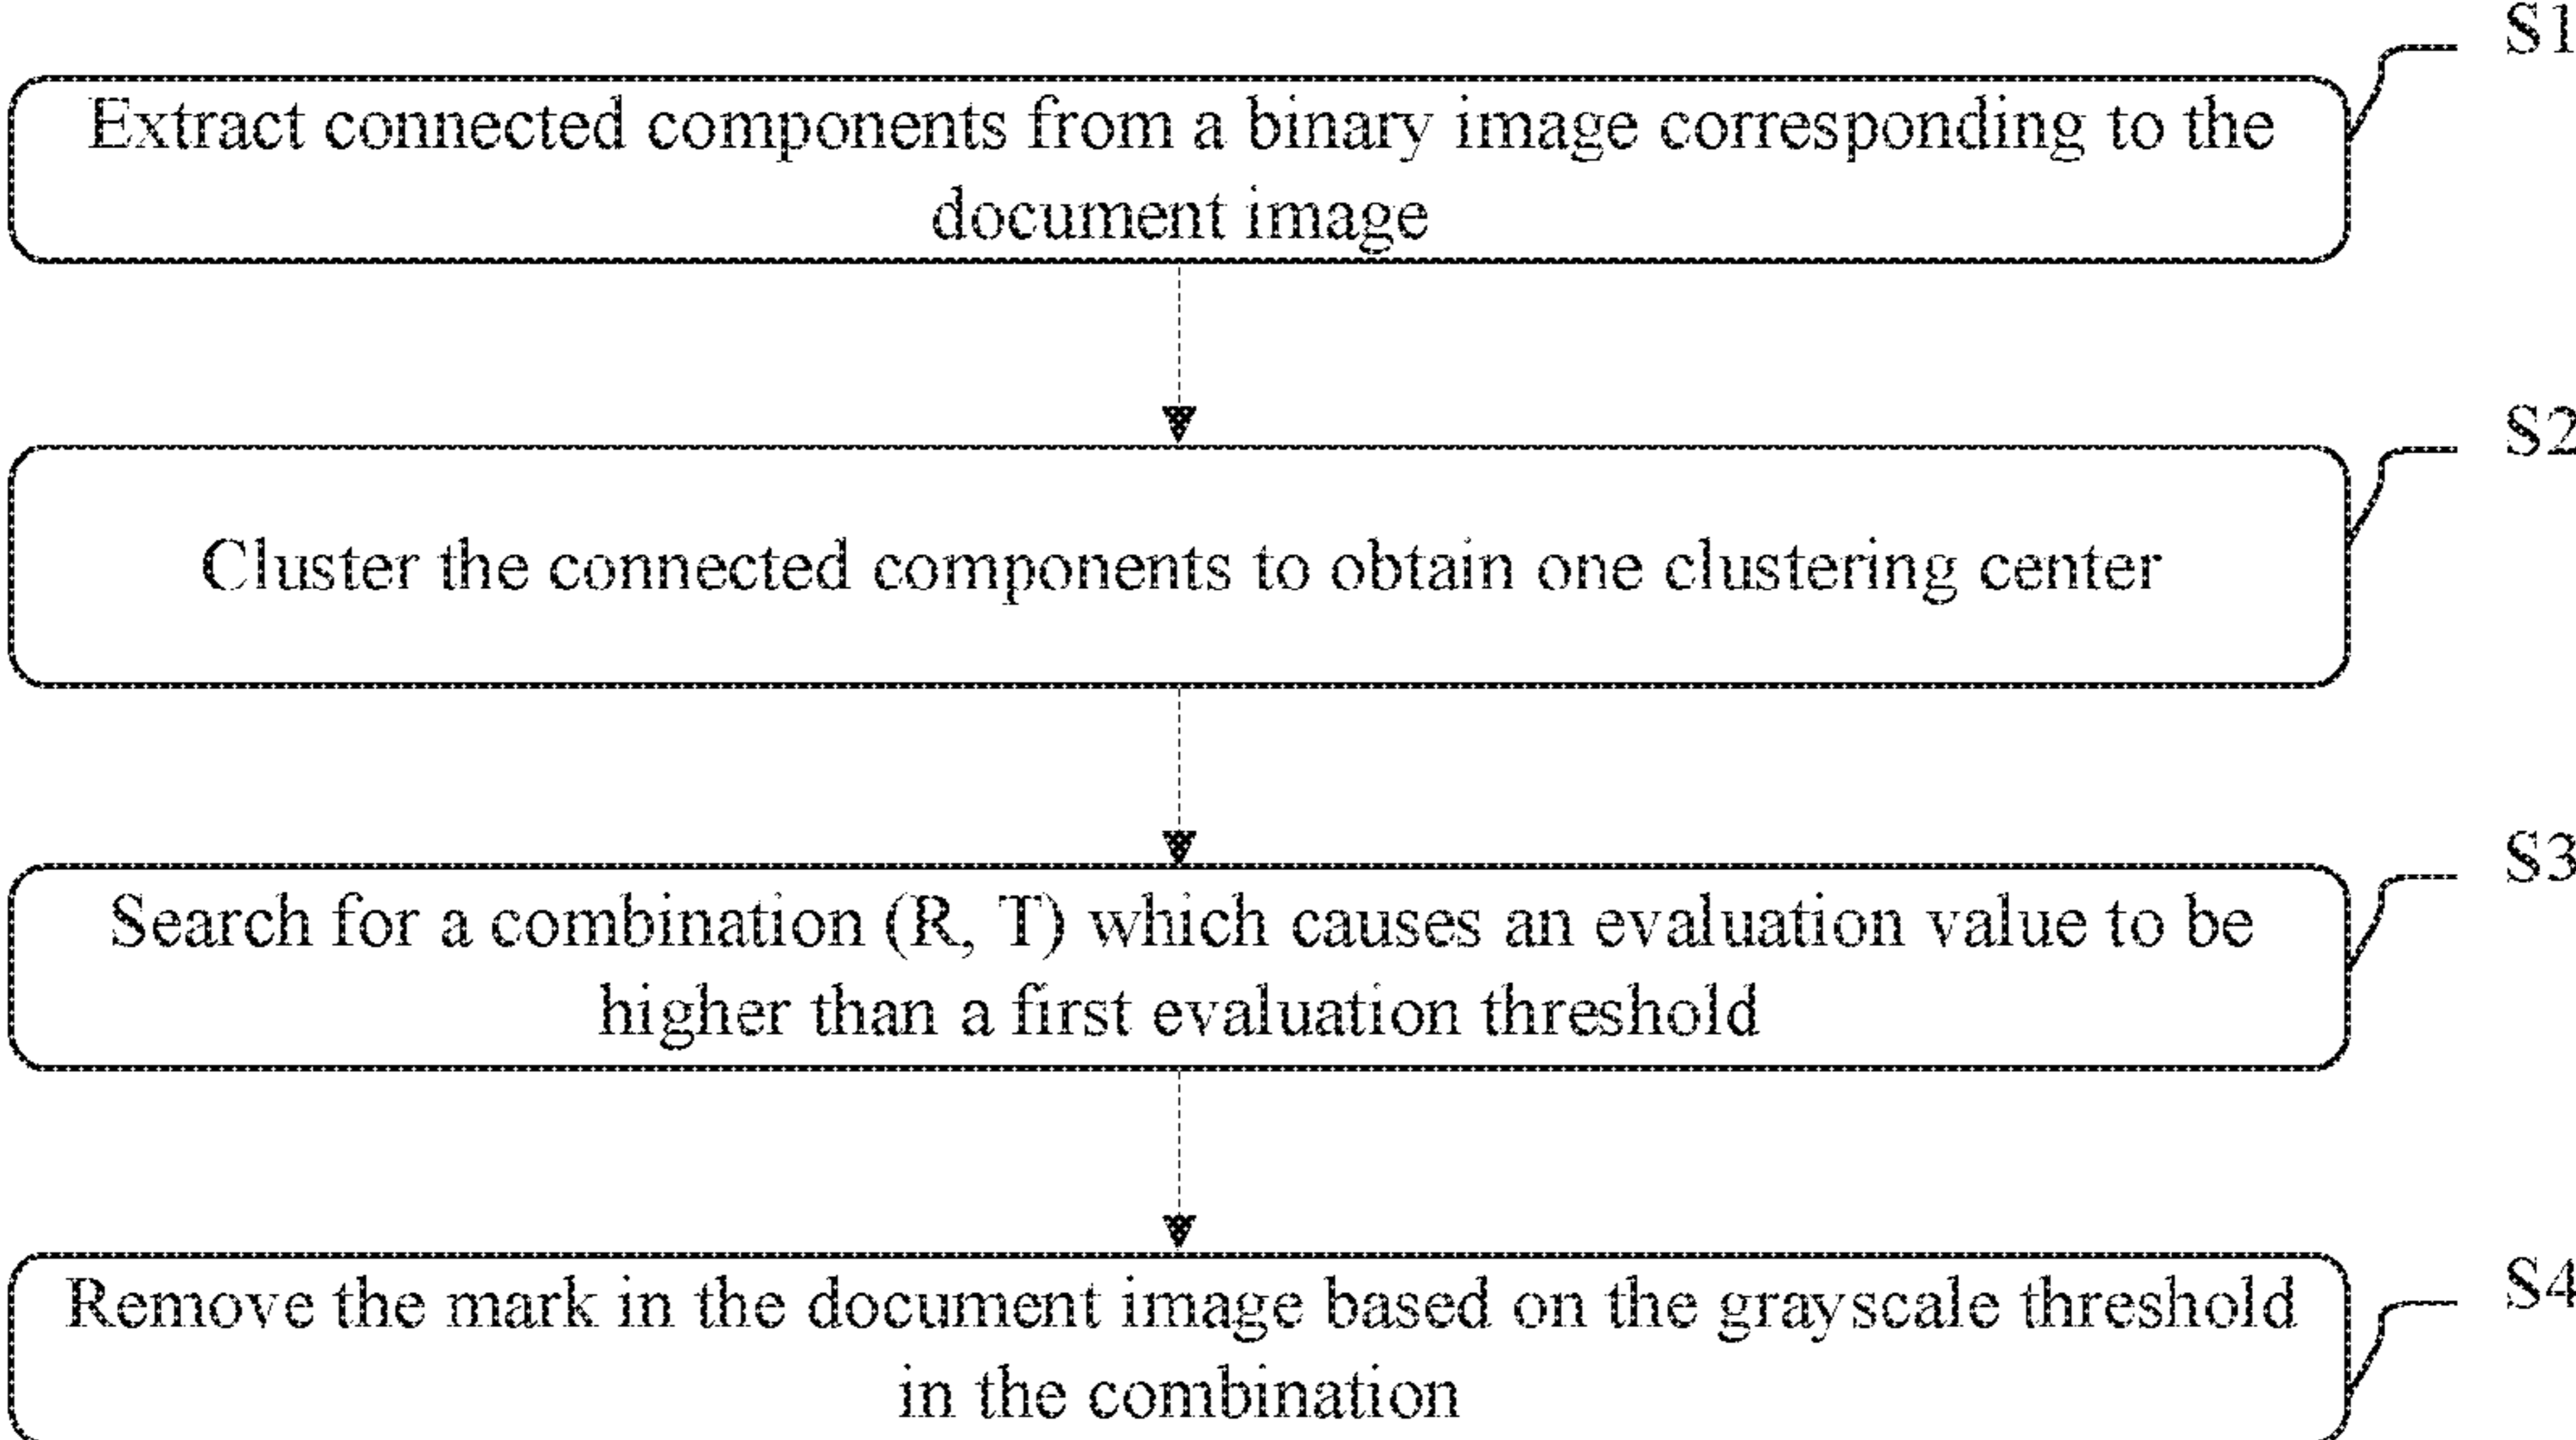 S1
Extract connected components from a binary image corresponding to the
document image
S2
Cluster the connected components to obtain one clustering center
S3
Search for a combination (R, T) which causes an evaluation value to be
higher than a first evaluation threshold
S4
Remove the mark in the document image based on the grayscale threshold
in the combination